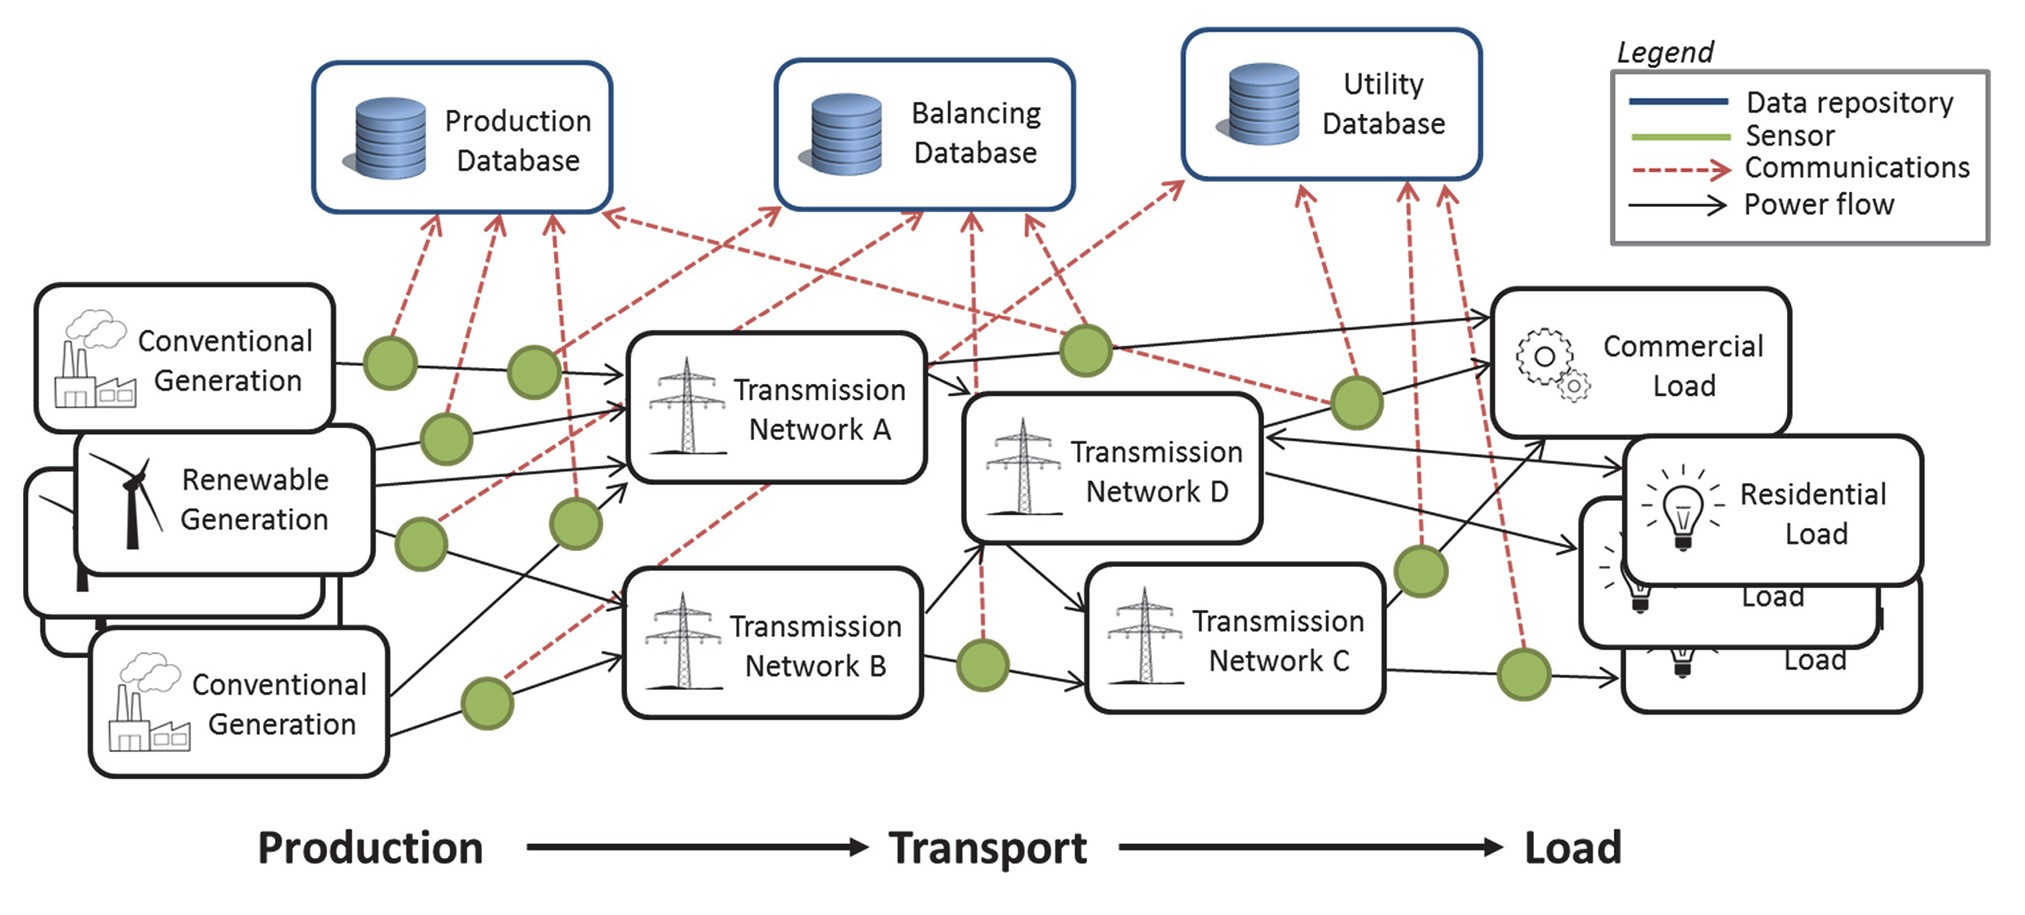 Legend
Data repository
Sensor
Communications
Power flow
Production
Database
Balancing
Database
Utility
Database
Conventional
Generation
Renewable
Generation
Conventional
Generation
Transmission
Network A
Transmission
Network B
Transmission
Network D
Transmission
Network C
Commercial
Load
Residential
Load
Load
Load
Production
Transport
Load